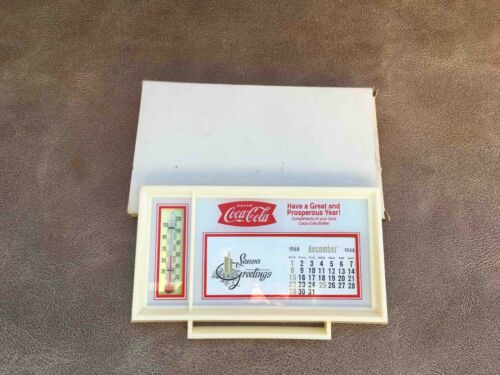 DRINK
Coca-Cola
Have a Great and
Prosperous Year!
Compliments of your local
Coca-Cola Bottler.
1968 december 1968
1 2 3 4 5 6 7
8 9 10 11 12 13 14
15 16 17 18 19 20 21
22 23 24 25 26 27 28
29 30 31
Season's
Greetings